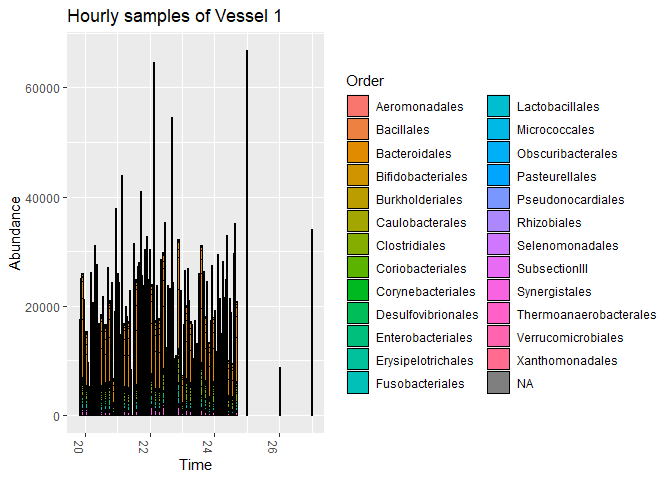 Hourly samples of Vessel 1
Abundance
60000
40000
20000
0
20
22
24
26
Time
Order
Aeromonadales
Bacillales
Bacteroidales
Bifidobacteriales
Burkholderiales
Caulobacterales
Clostridiales
Coriobacteriales
Corynebacteriales
Desulfovibrionales
Enterobacteriales
Erysipelotrichales
Fusobacteriales
Lactobacillales
Micrococcales
Obscuribacterales
Pasteurellales
Pseudonocardiales
Rhizobiales
Selenomonadales
SubsectionIII
Synergistales
Thermoanaerobacterales
Verrucomicrobiales
Xanthomonadales
NA